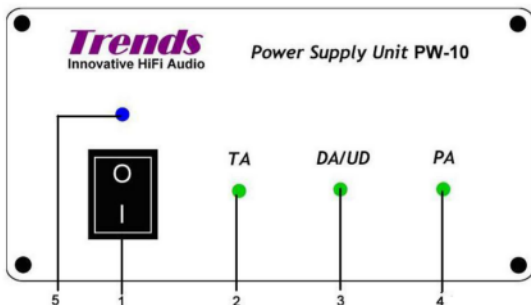 Trends
Innovative HiFi Audio
Power Supply Unit PW-10
TA DA/UD PA
O
I
5 1 2 3 4